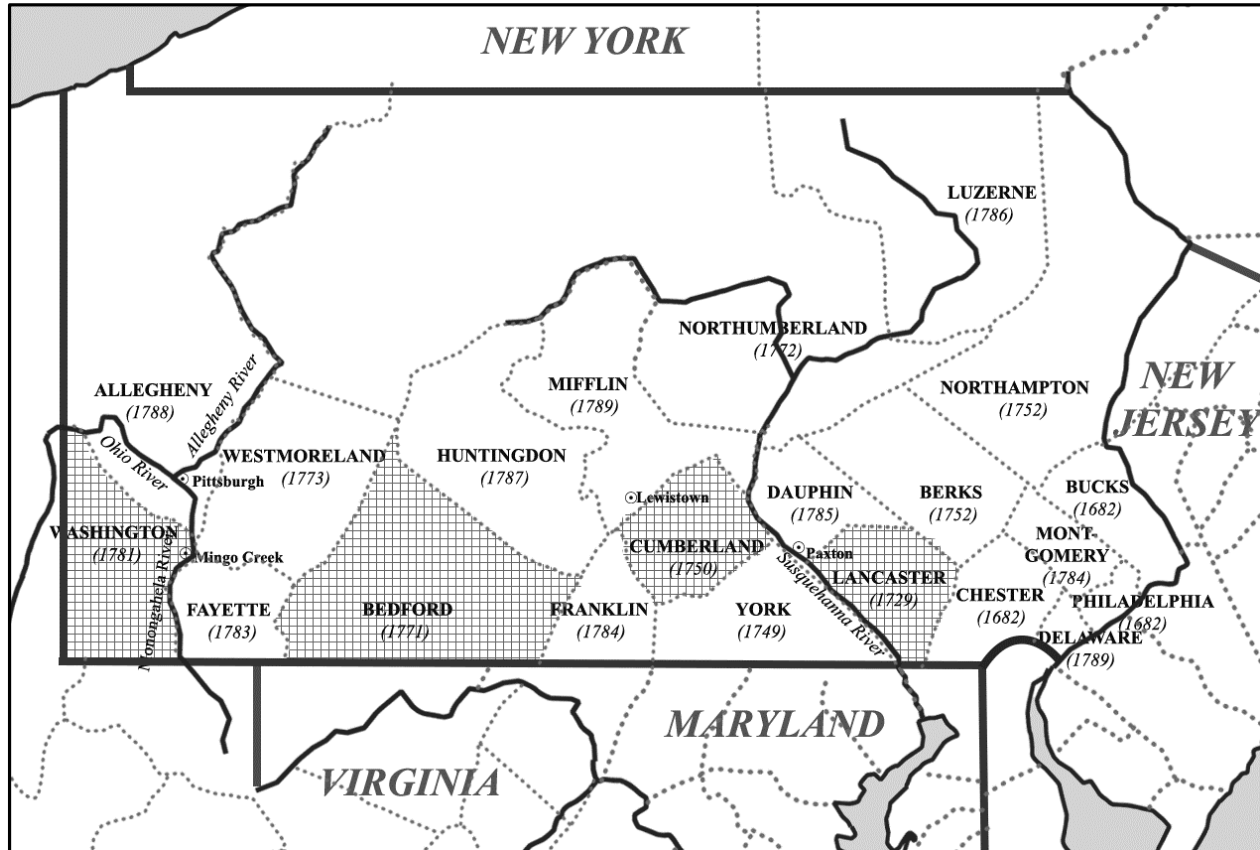 NEW YORK
LUZERNE
(1786)
NORTHUMBERLAND
(1772)
ALLEGHENY
(1788)
Allegheny River
MIFFLIN
(1789)
NORTHAMPTON
(1752)
NEW
JERSEY
Ohio River
Pittsburgh
WESTMORELAND
(1773)
HUNTINGDON
(1787)
Lewistown
DAUPHIN
(1785)
BERKS
(1752)
BUCKS
(1682)
WASHINGTON
(1781)
Mingo Creek
Monongahela River
CUMBERLAND
(1750)
Paxton
Susquehanna River
LANCASTER
(1729)
MONT-
GOMERY
(1784)
CHESTER
(1682)
PHILADELPHIA
(1682)
FAYETTE
(1783)
BEDFORD
(1771)
FRANKLIN
(1784)
YORK
(1749)
DELAWARE
(1789)
MARYLAND
VIRGINIA